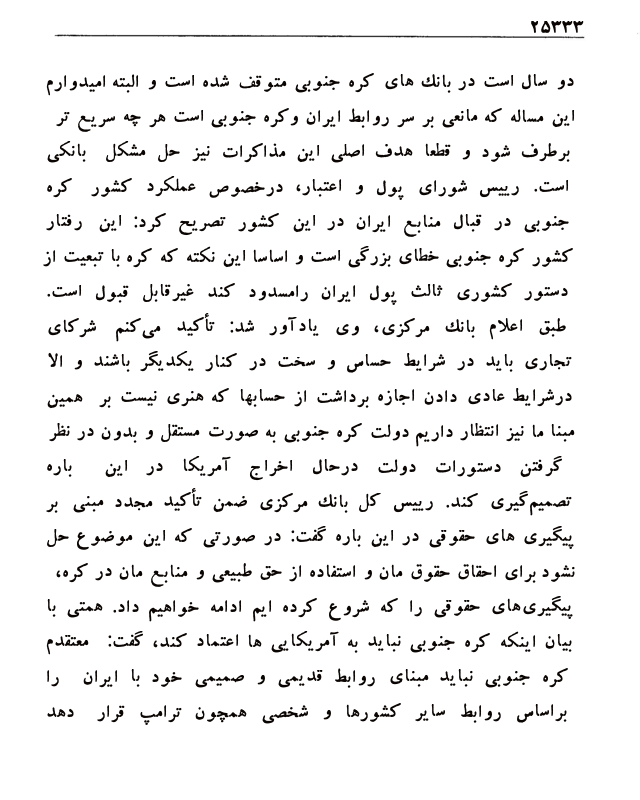 ۲۵۳۳۳
دو سال است در بانك های کره جنوبی متوقف شده است و البته امیدوارم
این مساله که مانعی بر سر روابط ایران وکره جنوبی است هر چه سریع تر
برطرف شود و قطعا هدف اصلی این مذاکرات نیز حل مشکل بانکی
است. رییس شورای پول و اعتبار، درخصوص عملکرد کشور کره
جنوبی در قبال منابع ایران در این کشور تصریح کرد: این رفتار
کشور کره جنوبی خطای بزرگی است و اساسا این نکته که کره با تبعیت از
دستور کشوری ثالث پول ایران رامسدود کند غیرقابل قبول است.
طبق اعلام بانك مرکزی، وی یادآور شد: تأکید می‌کنم شرکای
تجاری باید در شرایط حساس و سخت در کنار یکدیگر باشند و الا
درشرایط عادی دادن اجازه برداشت از حسابها که هنری نیست بر همین
مبنا ما نیز انتظار داریم دولت کره جنوبی به صورت مستقل و بدون در نظر
گرفتن دستورات دولت درحال اخراج آمریکا در این باره
تصمیم‌گیری کند. رییس کل بانك مرکزی ضمن تأکید مجدد مبنی بر
پیگیری های حقوقی در این باره گفت: در صورتی که این موضوع حل
نشود برای احقاق حقوق مان و استفاده از حق طبیعی و منابع مان در کره،
پیگیری‌های حقوقی را که شروع کرده ایم ادامه خواهیم داد. همتی با
بیان اینکه کره جنوبی نباید به آمریکایی ها اعتماد کند، گفت: معتقدم
کره جنوبی نباید مبنای روابط قدیمی و صمیمی خود با ایران را
براساس روابط سایر کشورها و شخصی همچون ترامپ قرار دهد